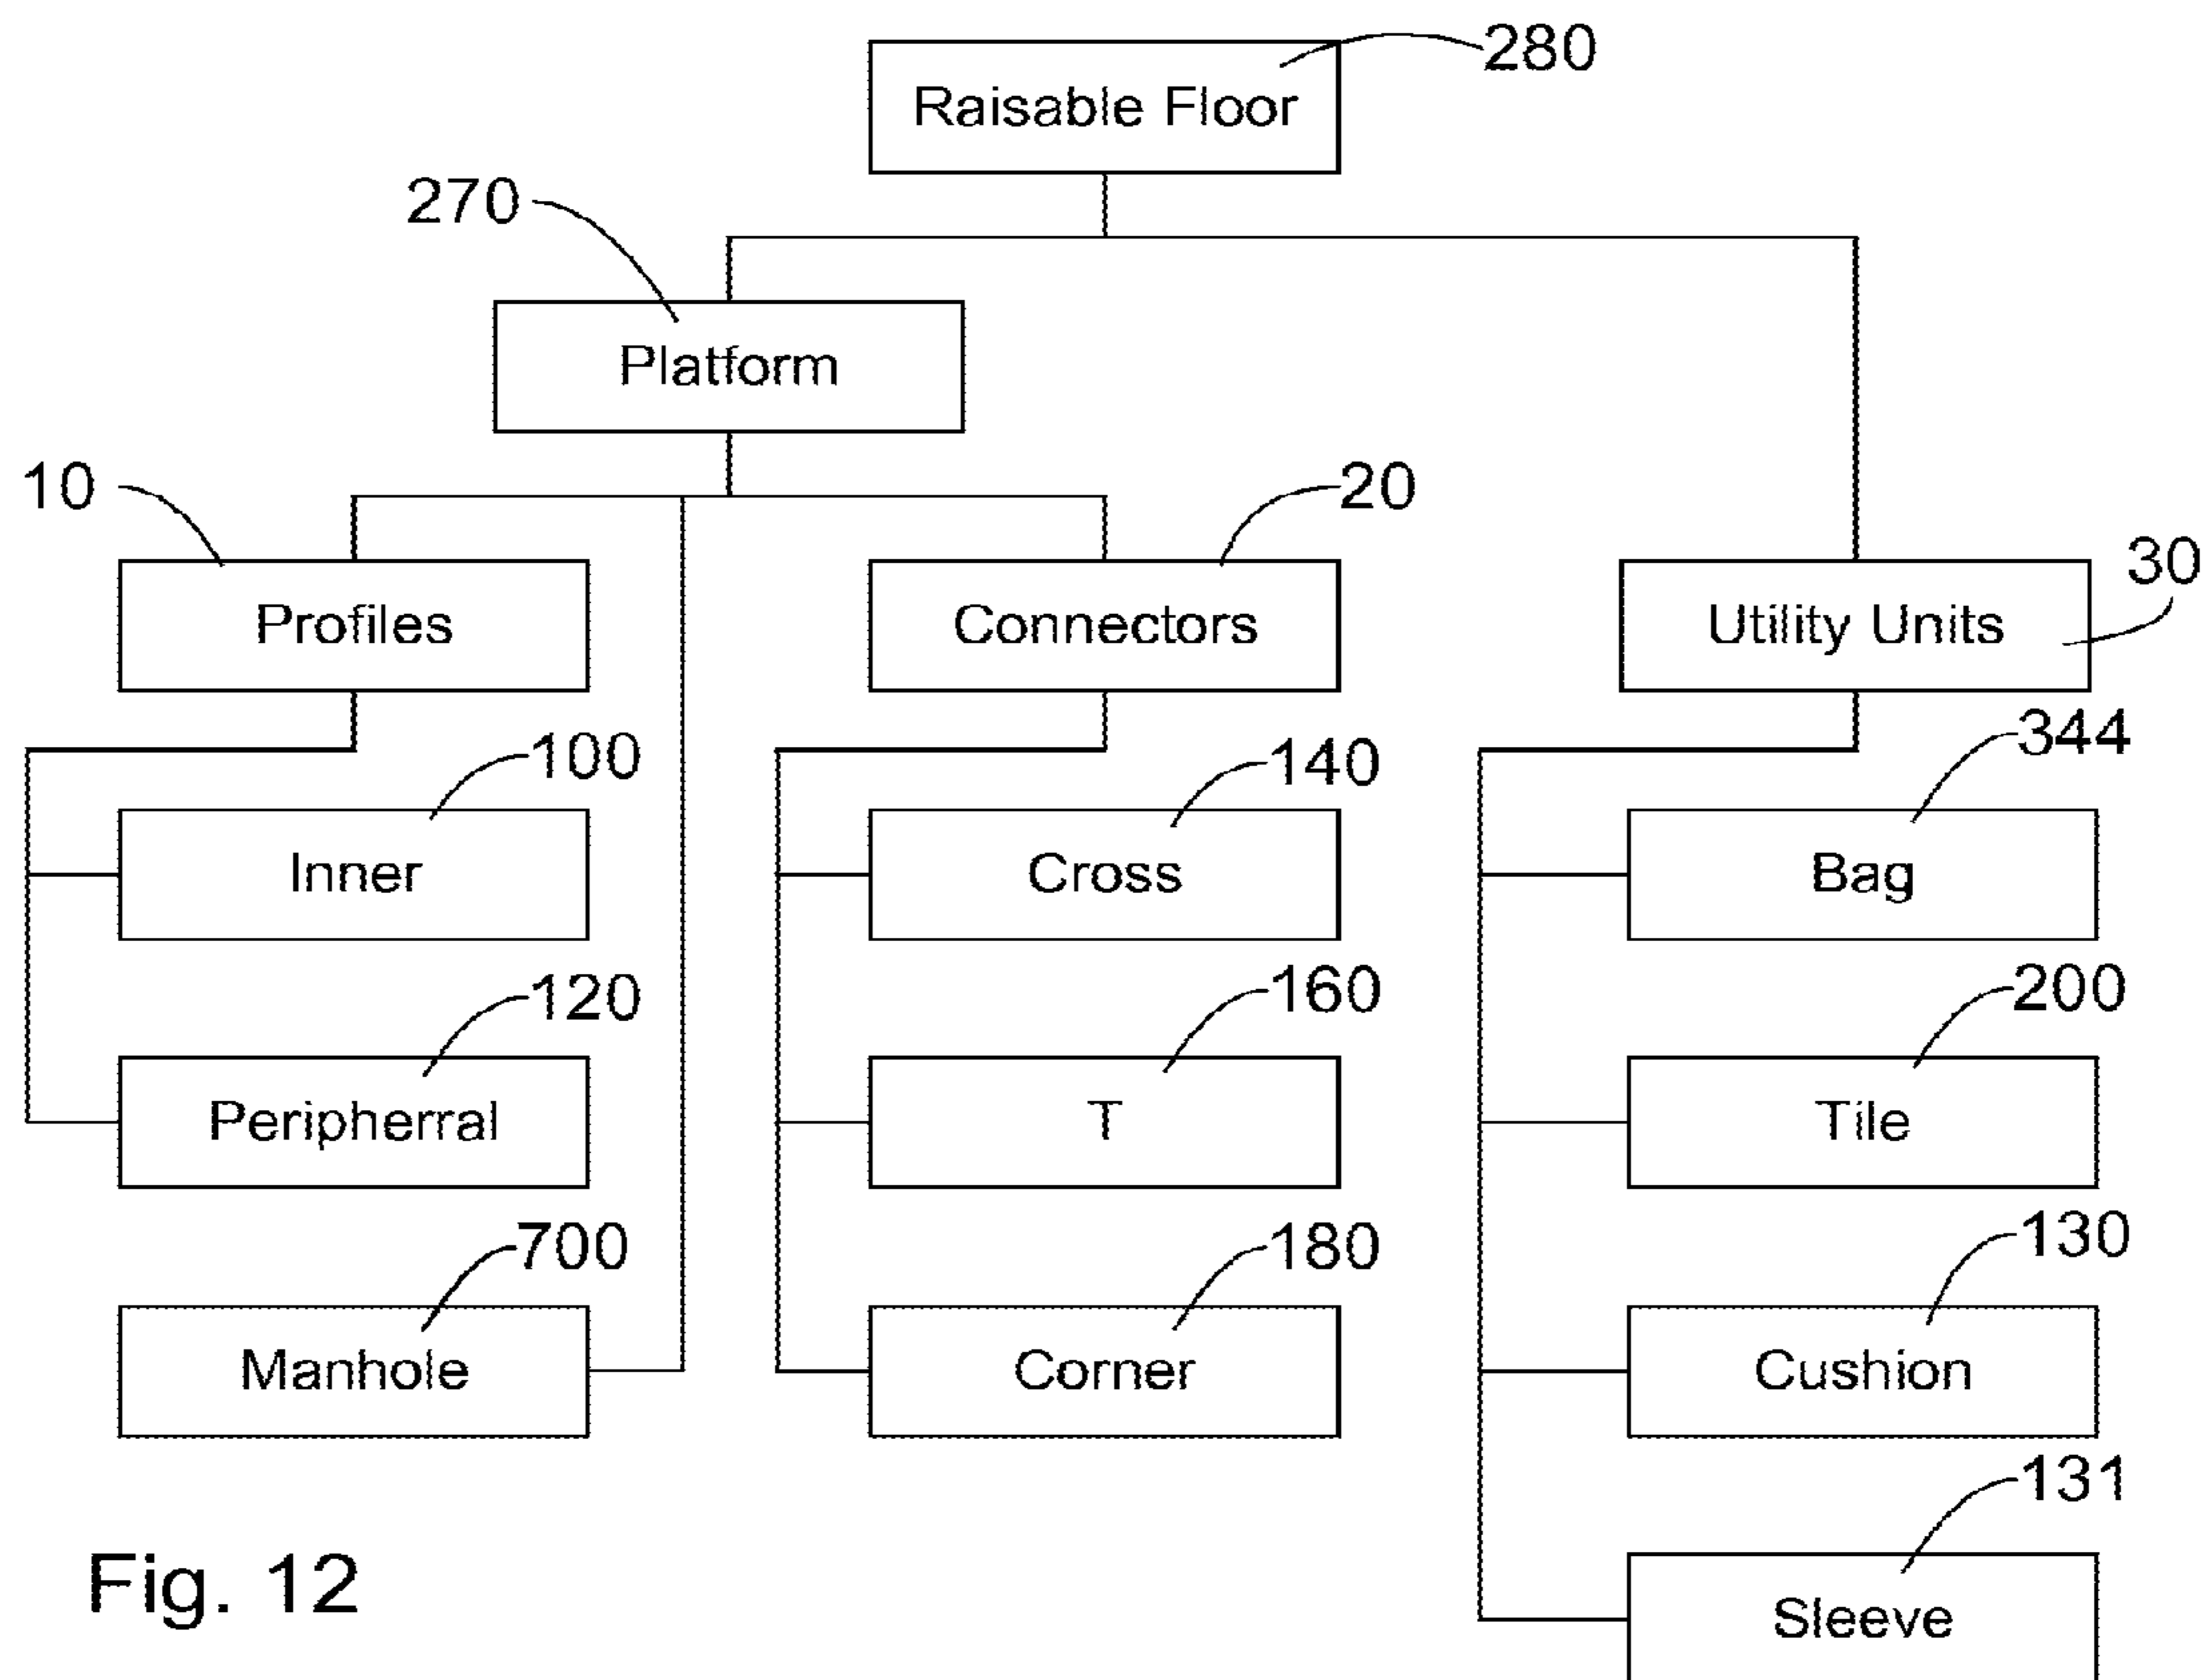 280
Raisable Floor
270
Platform
10
20
30
Profiles
Connectors
Utility Units
100
140
344
Inner
Cross
Bag
120
160
200
Peripherral
T
Tile
700
180
130
Manhole
Corner
Cushion
131
Sleeve
Fig. 12